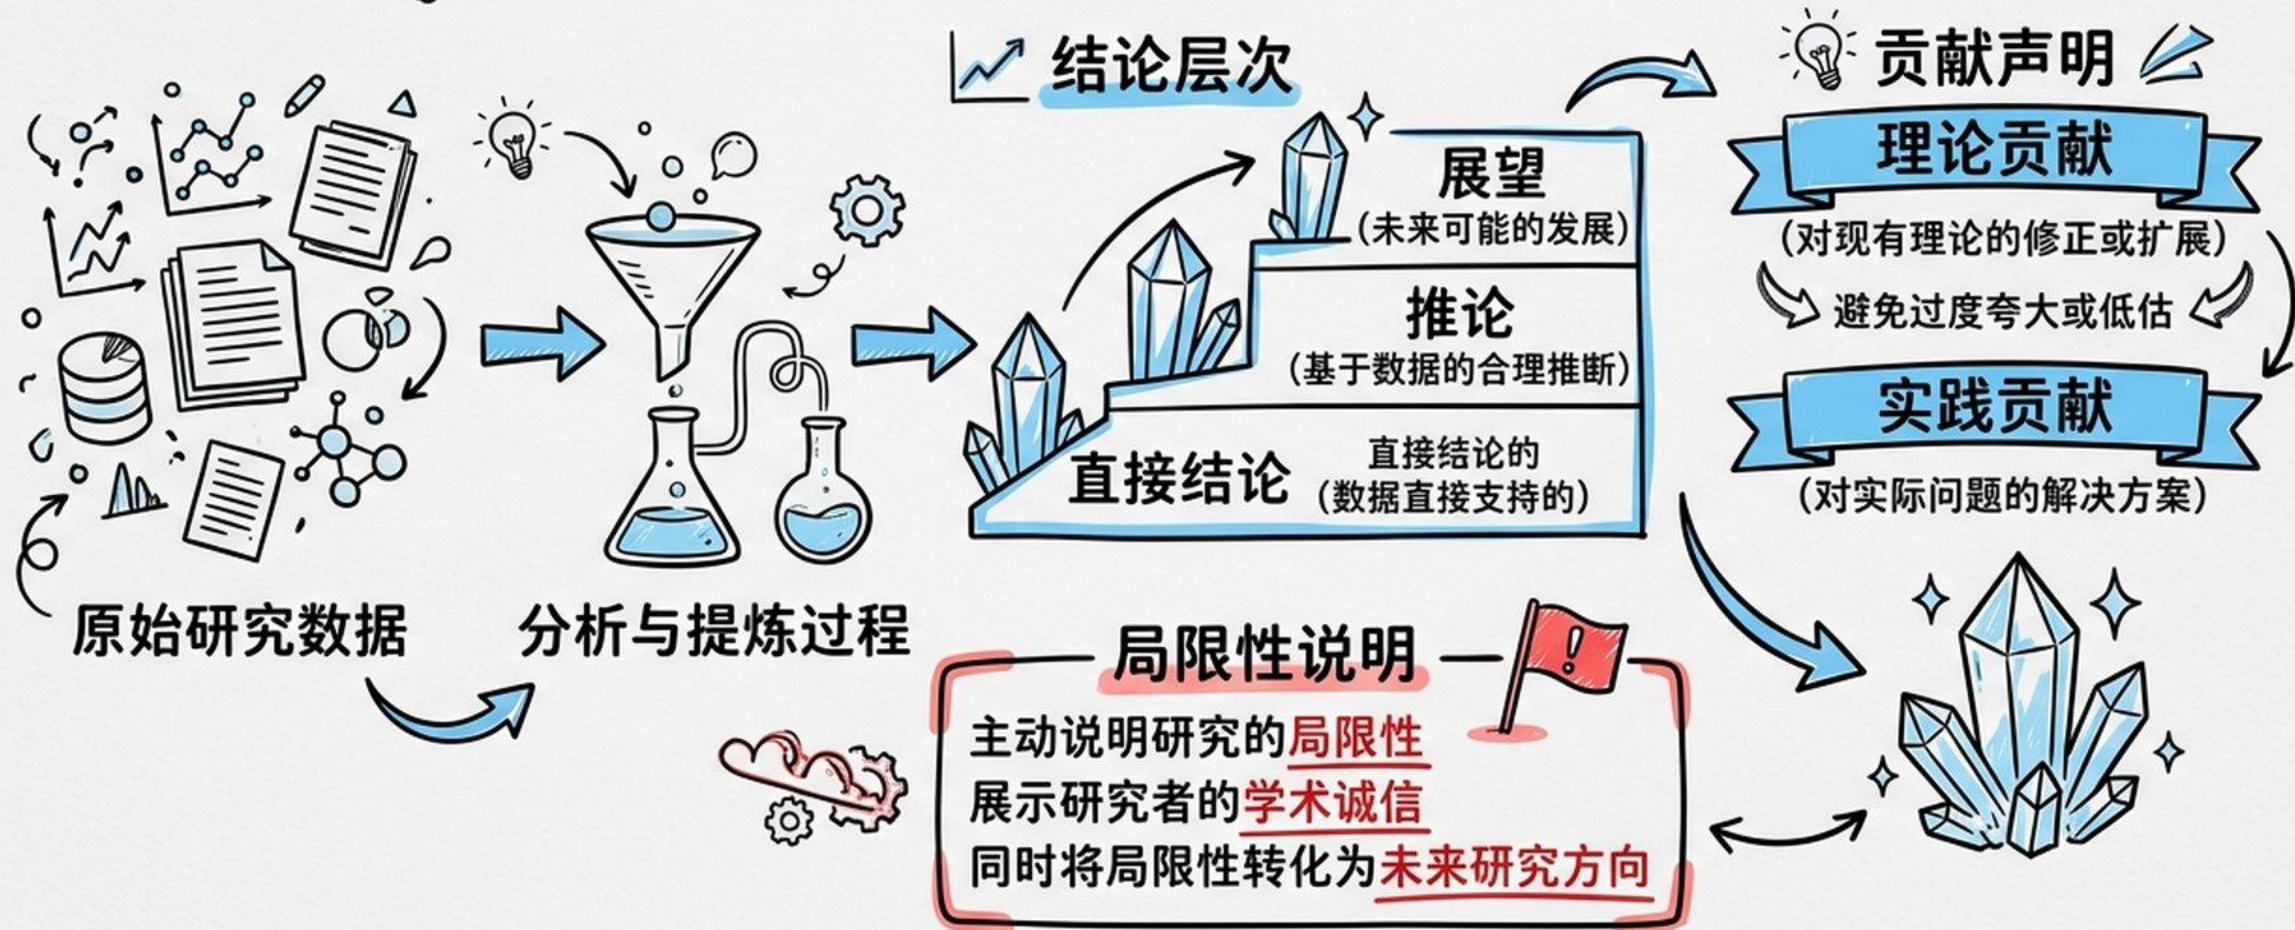 原始研究数据
分析与提炼过程
结论层次
展望
(未来可能的发展)
推论
(基于数据的合理推断)
直接结论
直接结论的
(数据直接支持的)
贡献声明
理论贡献
(对现有理论的修正或扩展)
避免过度夸大或低估
实践贡献
(对实际问题的解决方案)
局限性说明
!
主动说明研究的局限性
展示研究者的学术诚信
同时将局限性转化为未来研究方向